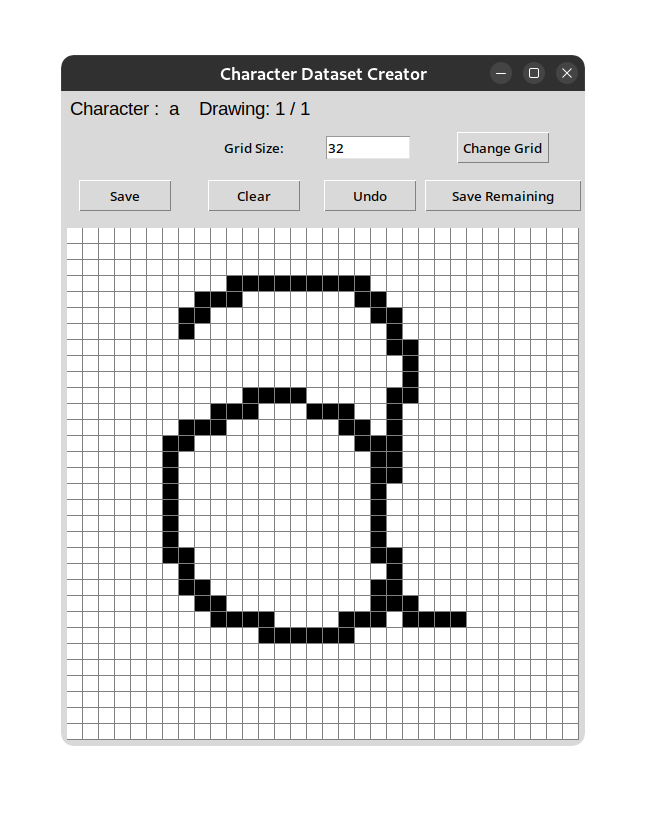 Character Dataset Creator
Character : a Drawing: 1 / 1
Grid Size: 32 Change Grid
Save Clear Undo Save Remaining
a